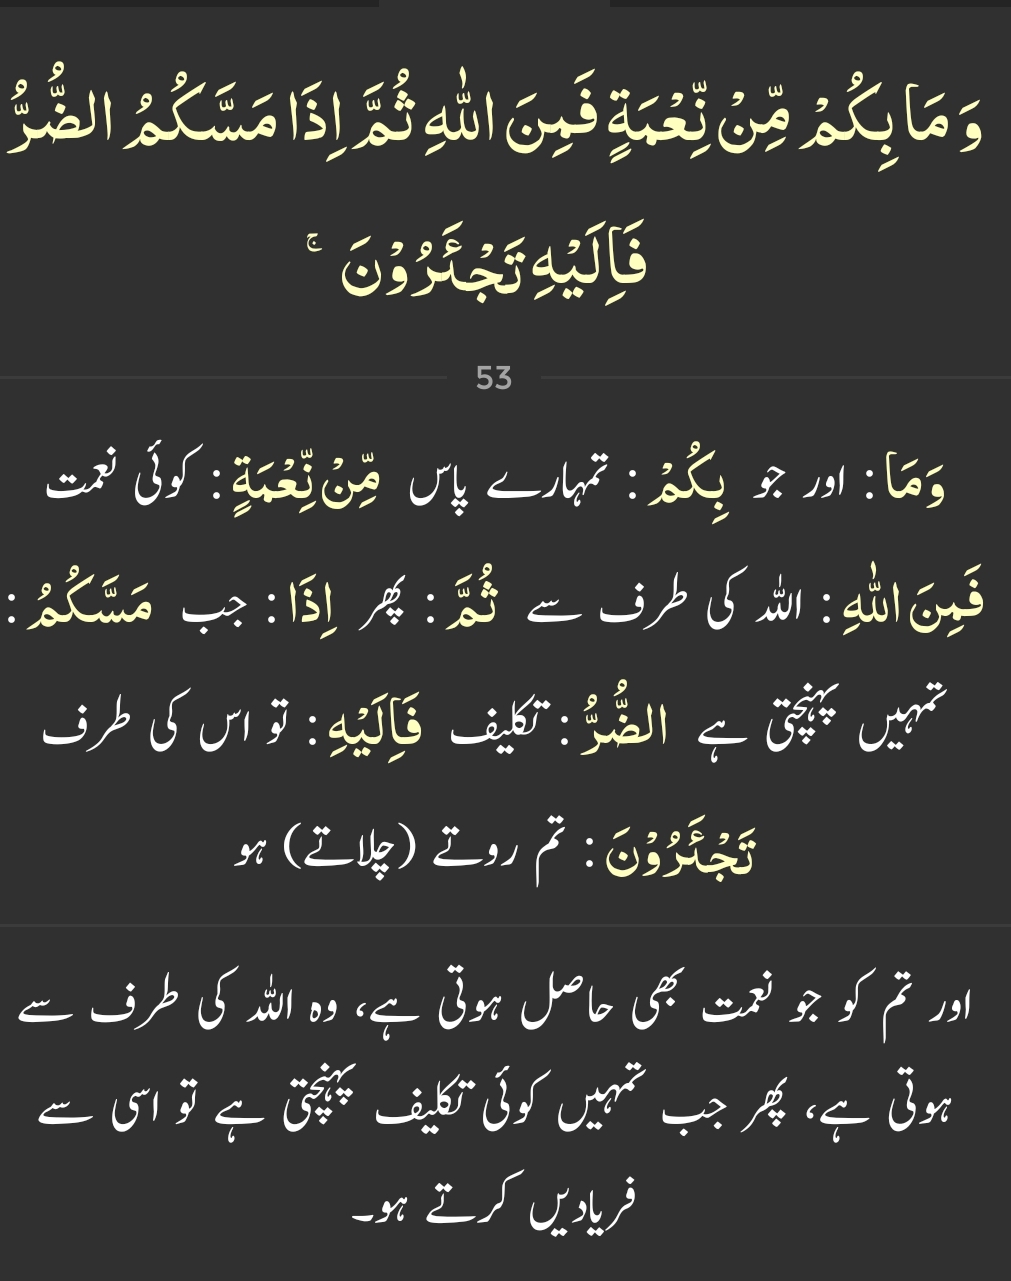 وَ مَا بِكُمْ مِّنْ نِّعْمَةٍ فَمِنَ اللّٰهِ ثُمَّ اِذَا مَسَّكُمُ الضُّرُّ
فَاِلَیْهِ تَجْـَٔرُوْنَ ۚ
53
وَمَا : اور جو بِكُمْ : تمہارے پاس مِّنْ نِّعْمَةٍ : کوئی نعمت
فَمِنَ اللّٰهِ : اللہ کی طرف سے ثُمَّ : پھر اِذَا : جب مَسَّكُمُ :
تمہیں پہنچتی ہے الضُّرُّ : تکلیف فَاِلَیْهِ : تو اس کی طرف
تَجْـَٔرُوْنَ : تم روتے (چلاتے) ہو
اور تم کو جو نعمت بھی حاصل ہوتی ہے، وہ اللہ کی طرف سے
ہوتی ہے، پھر جب تمہیں کوئی تکلیف پہنچتی ہے تو اسی سے
فریادیں کرتے ہو۔